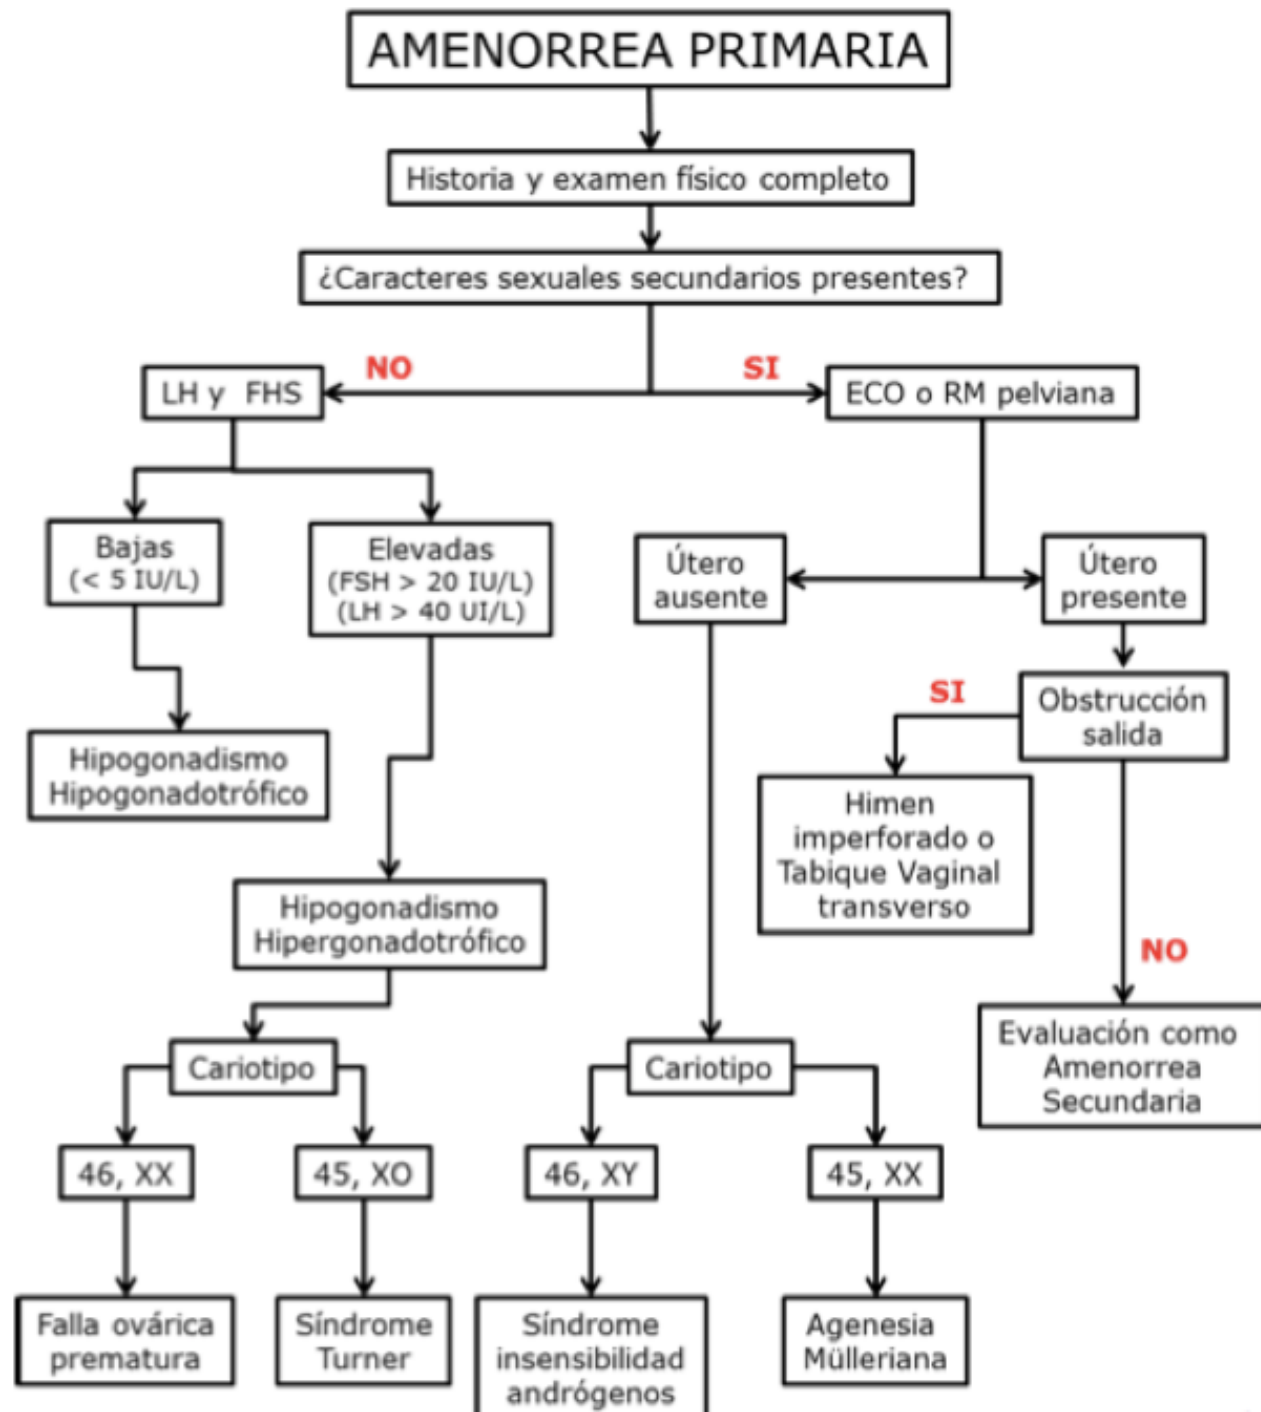 AMENORREA PRIMARIA
Historia y examen físico completo
¿Caracteres sexuales secundarios presentes?
NO
SI
LH y FHS
ECO o RM pelviana
Bajas
(< 5 IU/L)
Elevadas
(FSH > 20 IU/L)
(LH > 40 UI/L)
Útero
ausente
Útero
presente
SI
Obstrucción
salida
Hipogonadismo
Hipogonadotrófico
Himen
imperforado o
Tabique Vaginal
transverso
Hipogonadismo
Hipergonadotrófico
NO
Evaluación como
Amenorrea
Secundaria
Cariotipo
Cariotipo
46, XX
45, XO
46, XY
45, XX
Falla ovárica
prematura
Síndrome
Turner
Síndrome
insensibilidad
andrógenos
Agenesia
Mülleriana